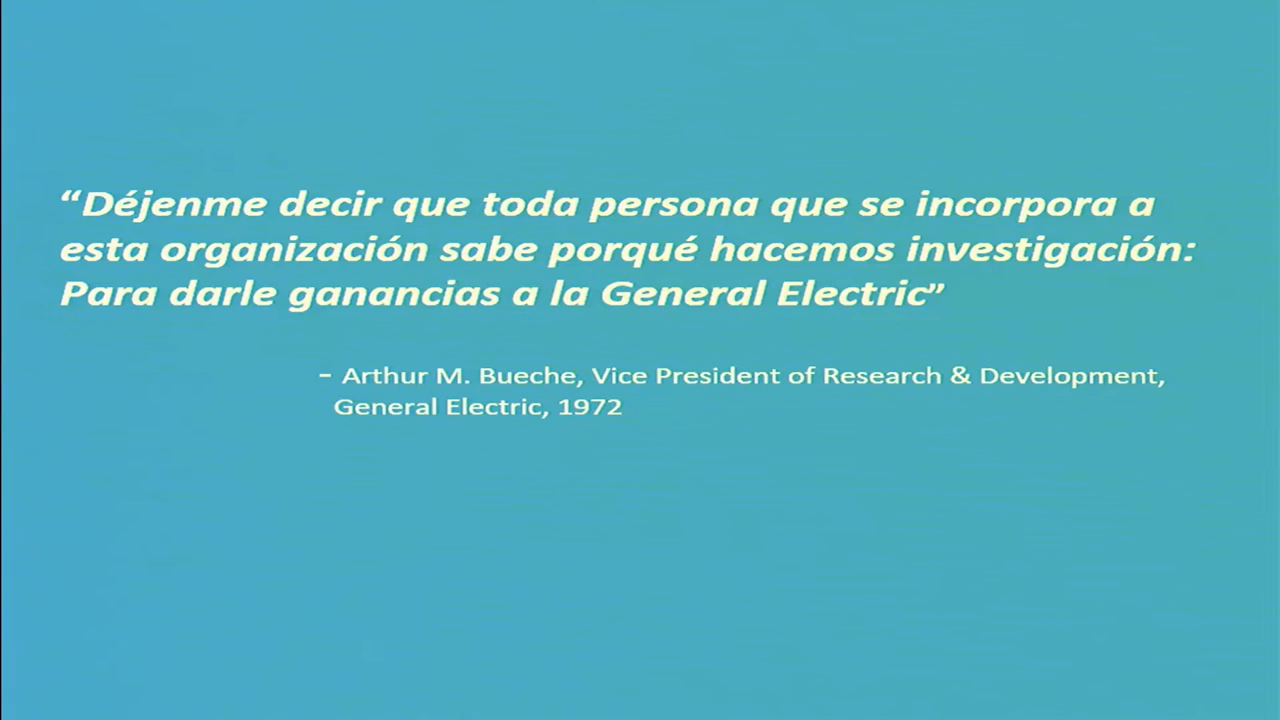 “Déjenme decir que toda persona que se incorpora a
esta organización sabe porqué hacemos investigación:
Para darle ganancias a la General Electric”
- Arthur M. Bueche, Vice President of Research & Development,
General Electric, 1972